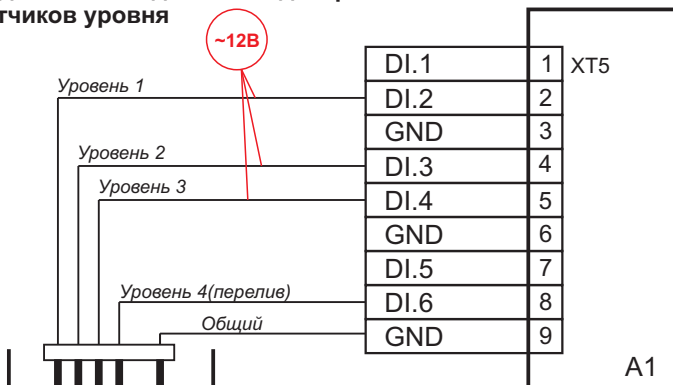 тчиков уровня
~12В
DI.1 1 XT5
Уровень 1
DI.2 2
GND 3
Уровень 2
DI.3 4
Уровень 3
DI.4 5
GND 6
DI.5 7
Уровень 4(перелив)
DI.6 8
Общий
GND 9
A1